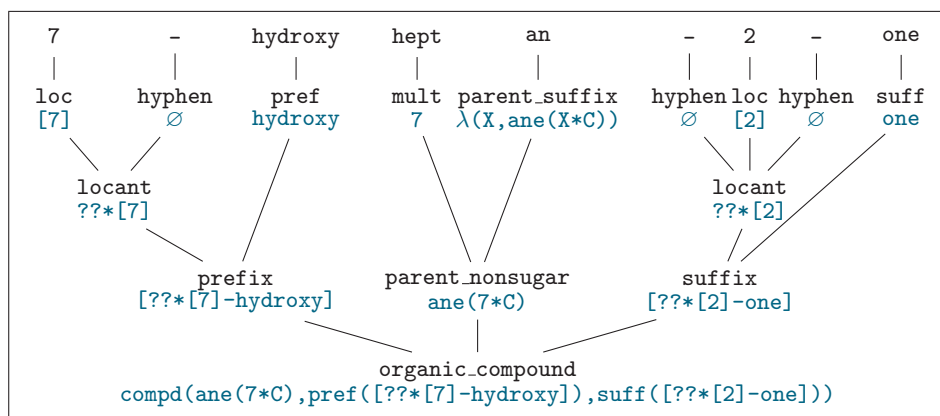 7 - hydroxy hept an - 2 - one
loc hyphen pref mult parent_suffix hyphen loc hyphen suff
[7] ∅ hydroxy 7 λ(X,ane(X*C)) ∅ [2] ∅ one
locant locant
??*[7] ??*[2]
prefix parent_nonsugar suffix
[??*[7]-hydroxy] ane(7*C) [??*[2]-one]
organic_compound
compd(ane(7*C),pref([??*[7]-hydroxy]),suff([??*[2]-one]))